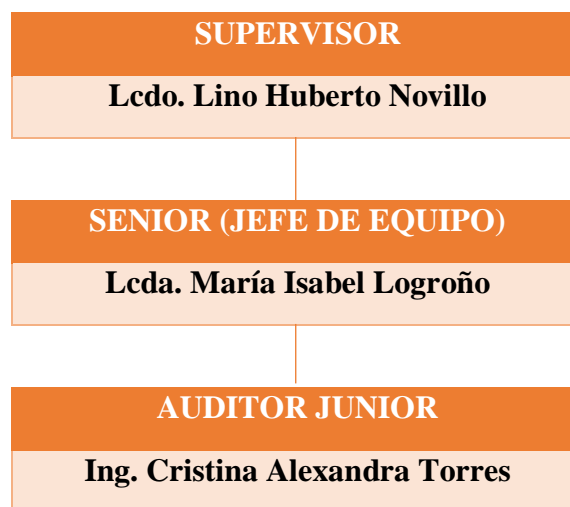 SUPERVISOR
Lcdo. Lino Huberto Novillo
SENIOR (JEFE DE EQUIPO)
Lcda. María Isabel Logroño
AUDITOR JUNIOR
Ing. Cristina Alexandra Torres